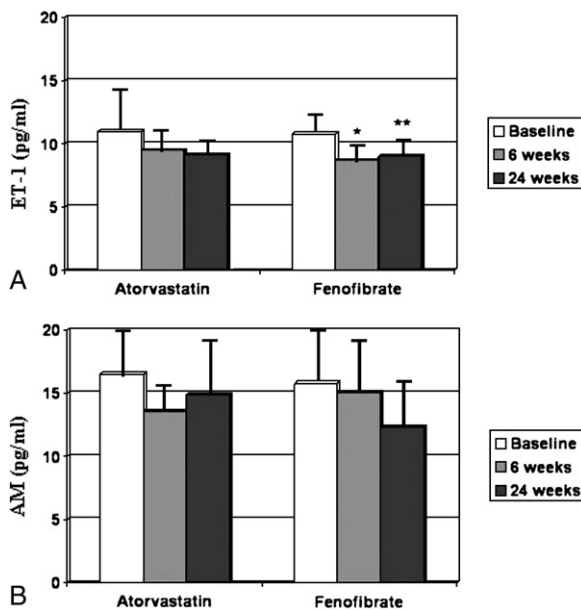 20
15
10
5
0
ET-1 (pg/ml)
* **
Atorvastatin Fenofibrate
Baseline
6 weeks
24 weeks
A
20
15
10
5
0
AM (pg/ml)
Atorvastatin Fenofibrate
Baseline
6 weeks
24 weeks
B